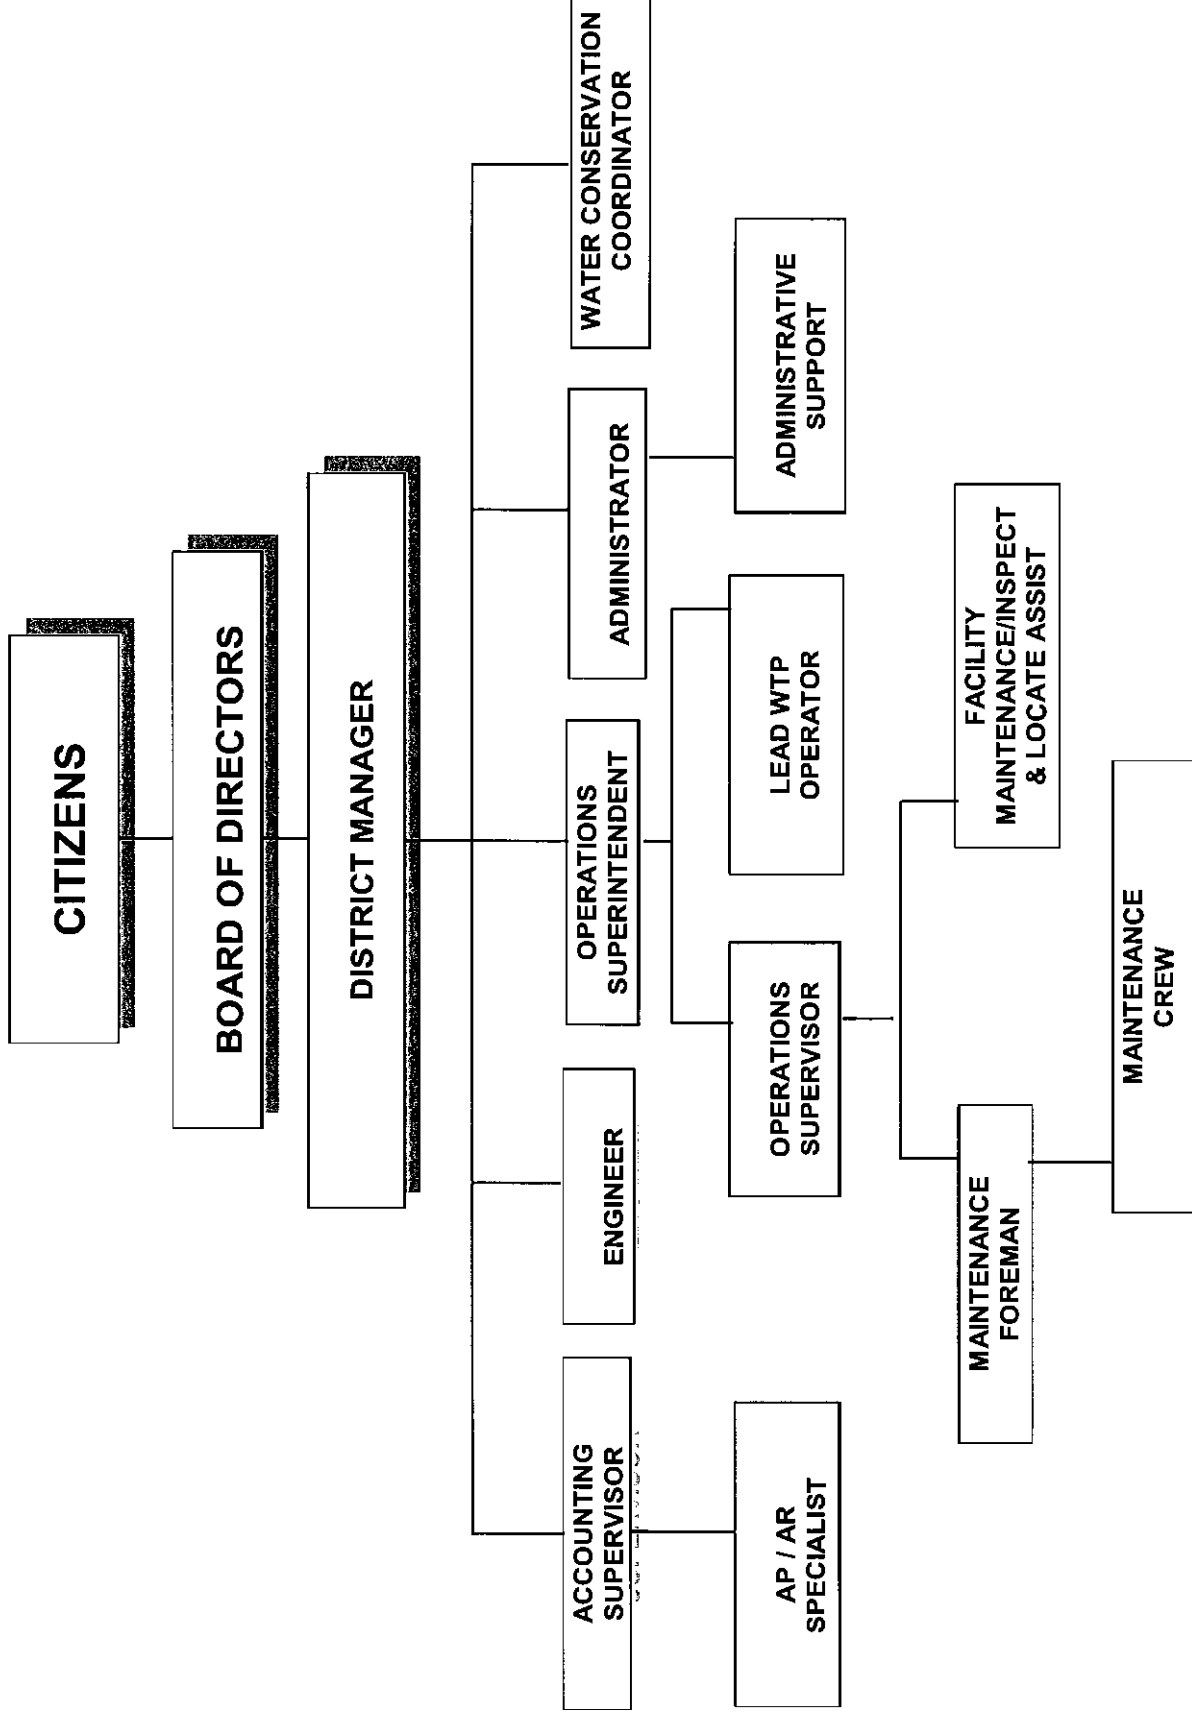 CITIZENS
BOARD OF DIRECTORS
DISTRICT MANAGER
ACCOUNTING
SUPERVISOR
ENGINEER
OPERATIONS
SUPERINTENDENT
ADMINISTRATOR
WATER CONSERVATION
COORDINATOR
AP / AR
SPECIALIST
OPERATIONS
SUPERVISOR
LEAD WTP
OPERATOR
ADMINISTRATIVE
SUPPORT
MAINTENANCE
FOREMAN
FACILITY
MAINTENANCE/INSPECT
& LOCATE ASSIST
MAINTENANCE
CREW